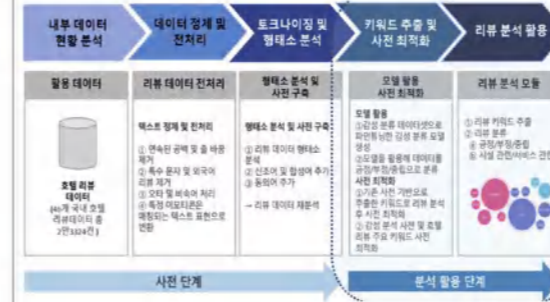 내부 데이터
현황 분석
데이터 정제 및
전처리
토크나이징 및
형태소 분석
키워드 추출 및
사전 최적화
리뷰 분석 활용
활용 데이터
호텔 리뷰
데이터
리뷰 데이터 전처리
텍스트 정제 및 전처리
① 연속된 공백 및 줄 바꿈
제거
② 특수 문자 및 외국어
리뷰 제거
③ 오타 및 비속어 처리
④ 특정 이모티콘은
매칭되는 텍스트 표현으로
변환
형태소 분석 및
사전 구축
형태소 분석 및 사전 구축
① 리뷰 데이터 형태소
분석
② 신조어 및 합성어 추가
③ 동의어 추가
→ 리뷰 데이터 재분석
모델 활용
사전 최적화
모델 활용
①감성 분류 데이터셋으로
파인튜닝한 감성 분류 모델
생성
②모델을 활용해 데이터를
긍정/부정/중립으로 분류
사전 최적화
①기존 사전 기반으로
추출한 키워드로 리뷰 분석
후 사전 최적화
② 감성 분석 사전 및 호텔
리뷰 주요 키워드 사전
최적화
리뷰 분석 모듈
① 리뷰 키워드 추출
② 리뷰 분류
긍정/부정/중립
시설 관련/서비스 관련
사전 단계
분석 활용 단계